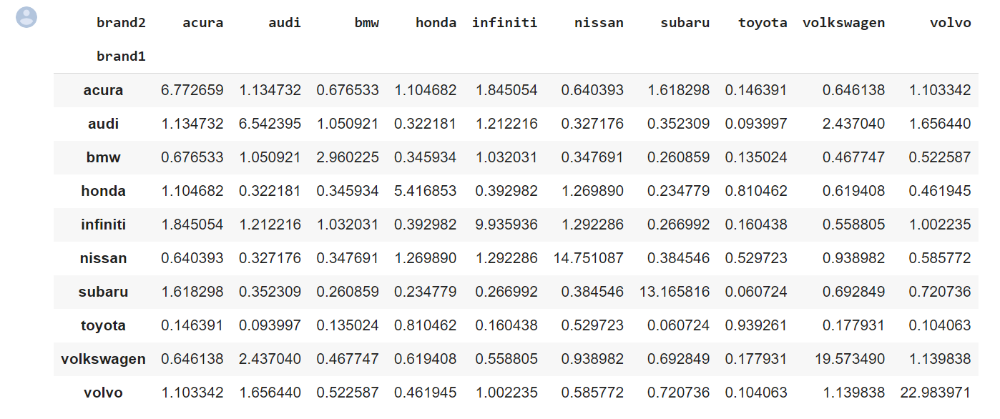 brand2 acura audi bmw honda infiniti nissan subaru toyota volkswagen volvo
brand1
acura 6.772659 1.134732 0.676533 1.104682 1.845054 0.640393 1.618298 0.146391 0.646138 1.103342
audi 1.134732 6.542395 1.050921 0.322181 1.212216 0.327176 0.352309 0.093997 2.437040 1.656440
bmw 0.676533 1.050921 2.960225 0.345934 1.032031 0.347691 0.260859 0.135024 0.467747 0.522587
honda 1.104682 0.322181 0.345934 5.416853 0.392982 1.269890 0.234779 0.810462 0.619408 0.461945
infiniti 1.845054 1.212216 1.032031 0.392982 9.935936 1.292286 0.266992 0.160438 0.558805 1.002235
nissan 0.640393 0.327176 0.347691 1.269890 1.292286 14.751087 0.384546 0.529723 0.938982 0.585772
subaru 1.618298 0.352309 0.260859 0.234779 0.266992 0.384546 13.165816 0.060724 0.692849 0.720736
toyota 0.146391 0.093997 0.135024 0.810462 0.160438 0.529723 0.060724 0.939261 0.177931 0.104063
volkswagen 0.646138 2.437040 0.467747 0.619408 0.558805 0.938982 0.692849 0.177931 19.573490 1.139838
volvo 1.103342 1.656440 0.522587 0.461945 1.002235 0.585772 0.720736 0.104063 1.139838 22.983971